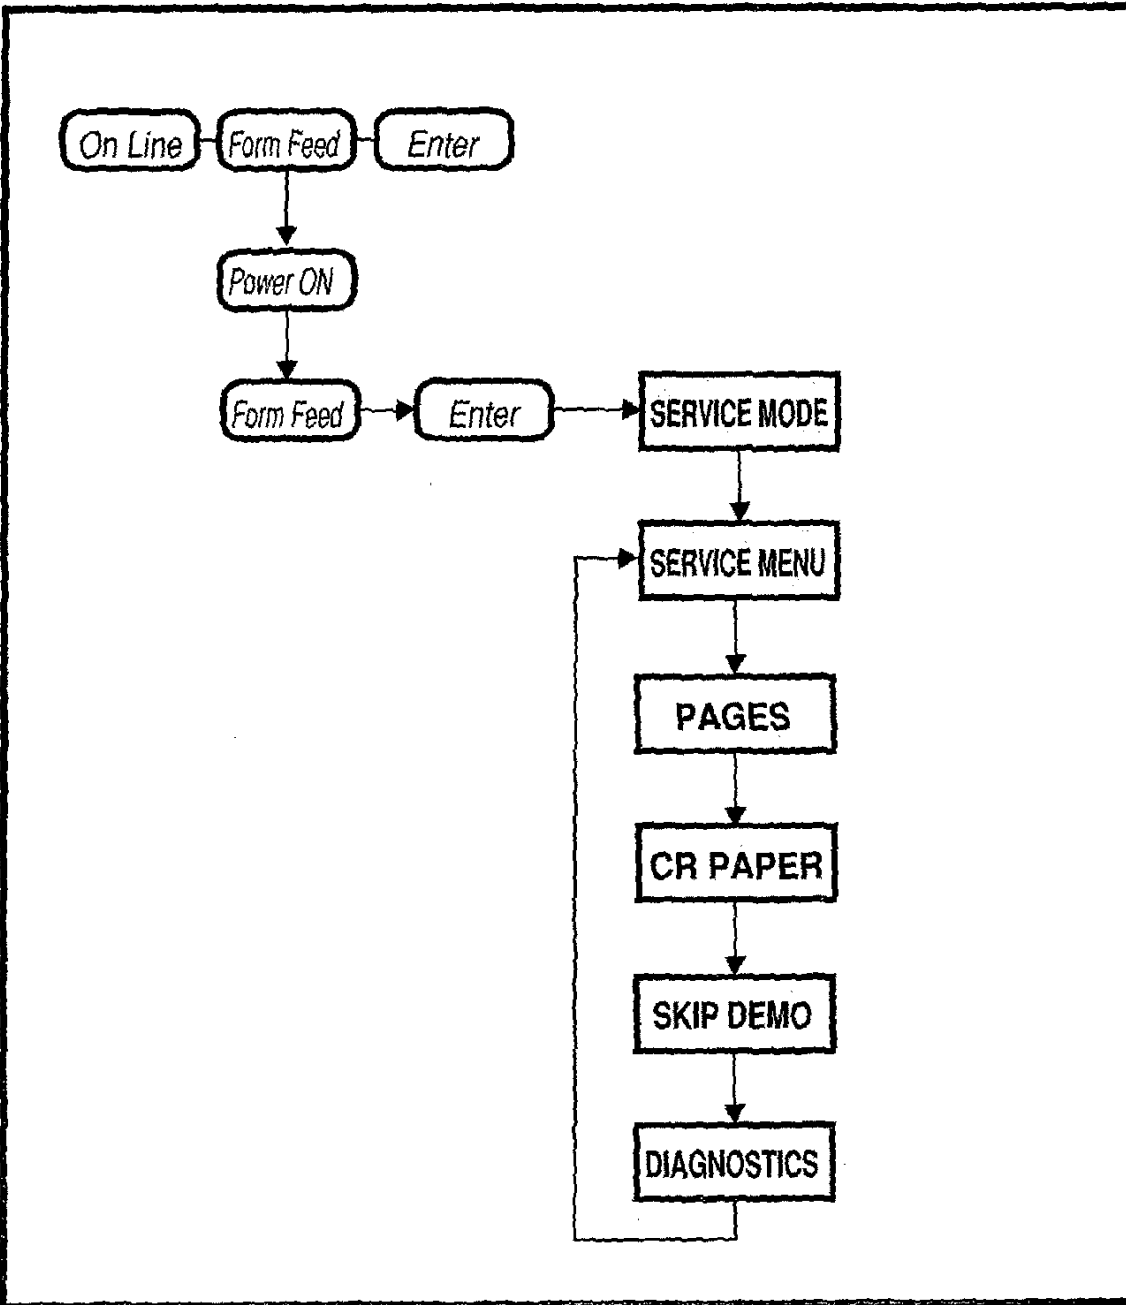 On Line
Form Feed
Enter
Power ON
Form Feed
Enter
SERVICE MODE
SERVICE MENU
PAGES
CR PAPER
SKIP DEMO
DIAGNOSTICS